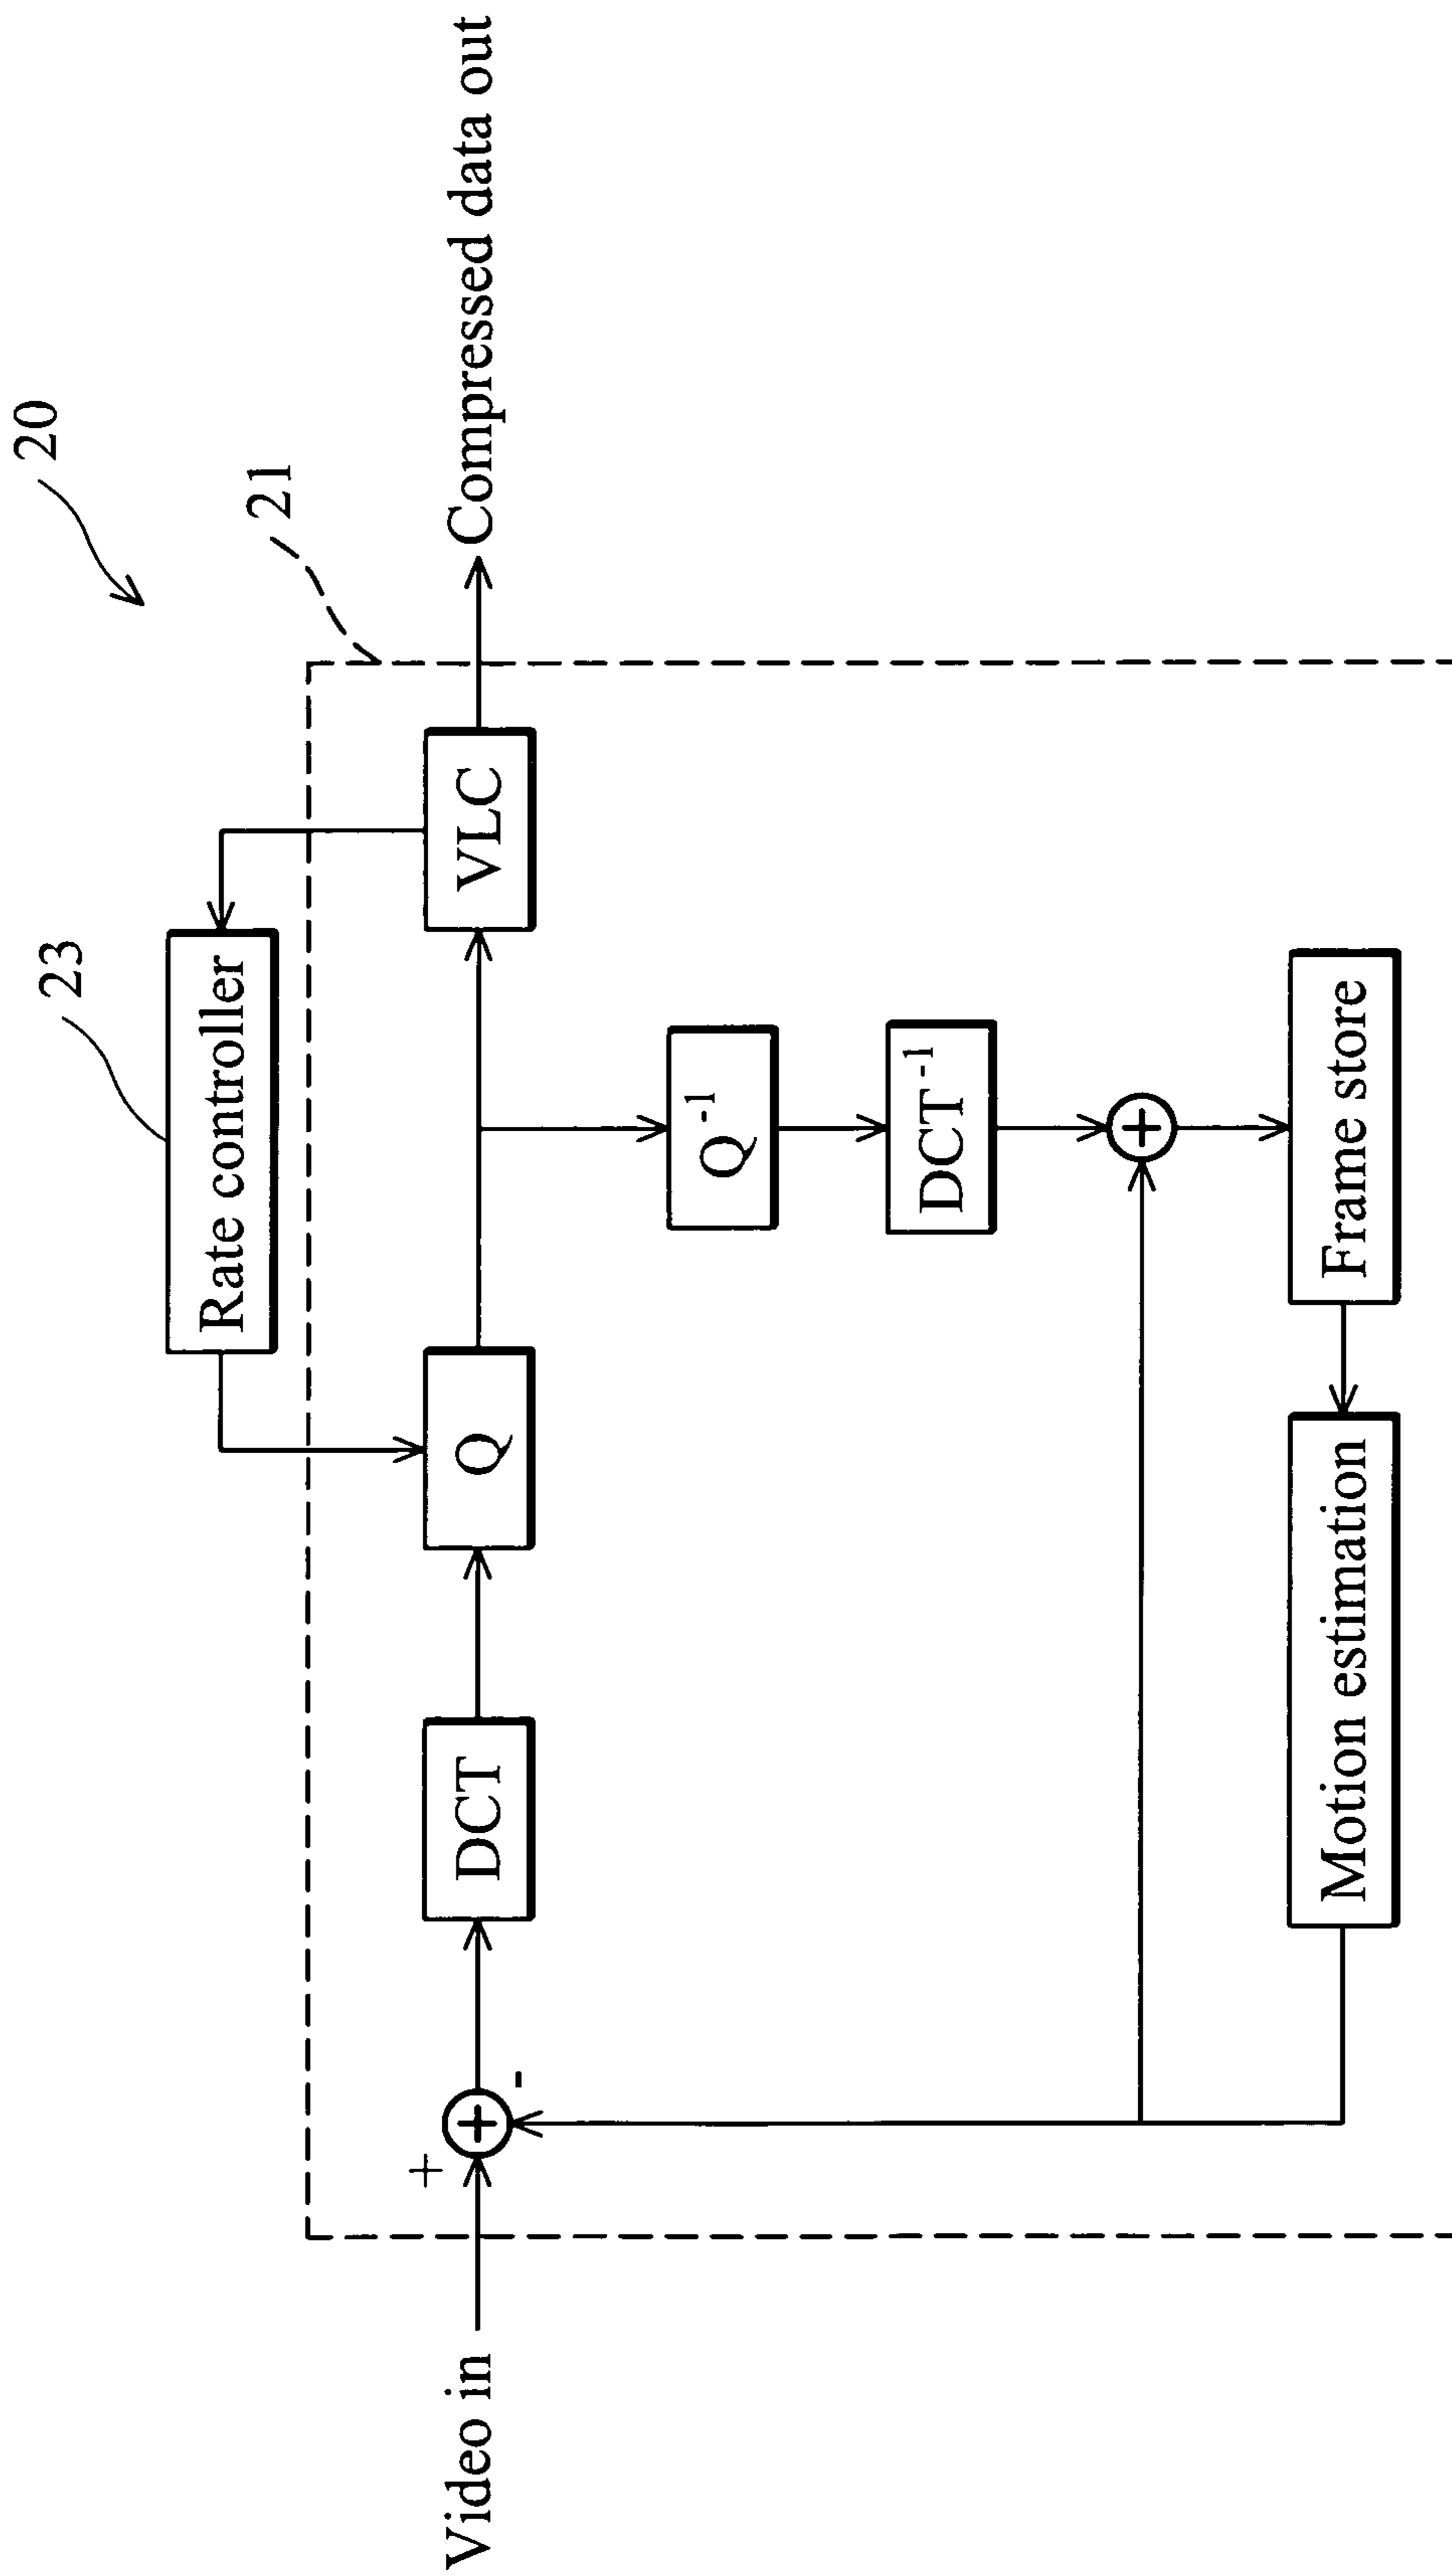 20
23
21
Rate controller
Video in
+
-
DCT
Q
VLC
Compressed data out
Q⁻¹
DCT⁻¹
+
+
Motion estimation
Frame store